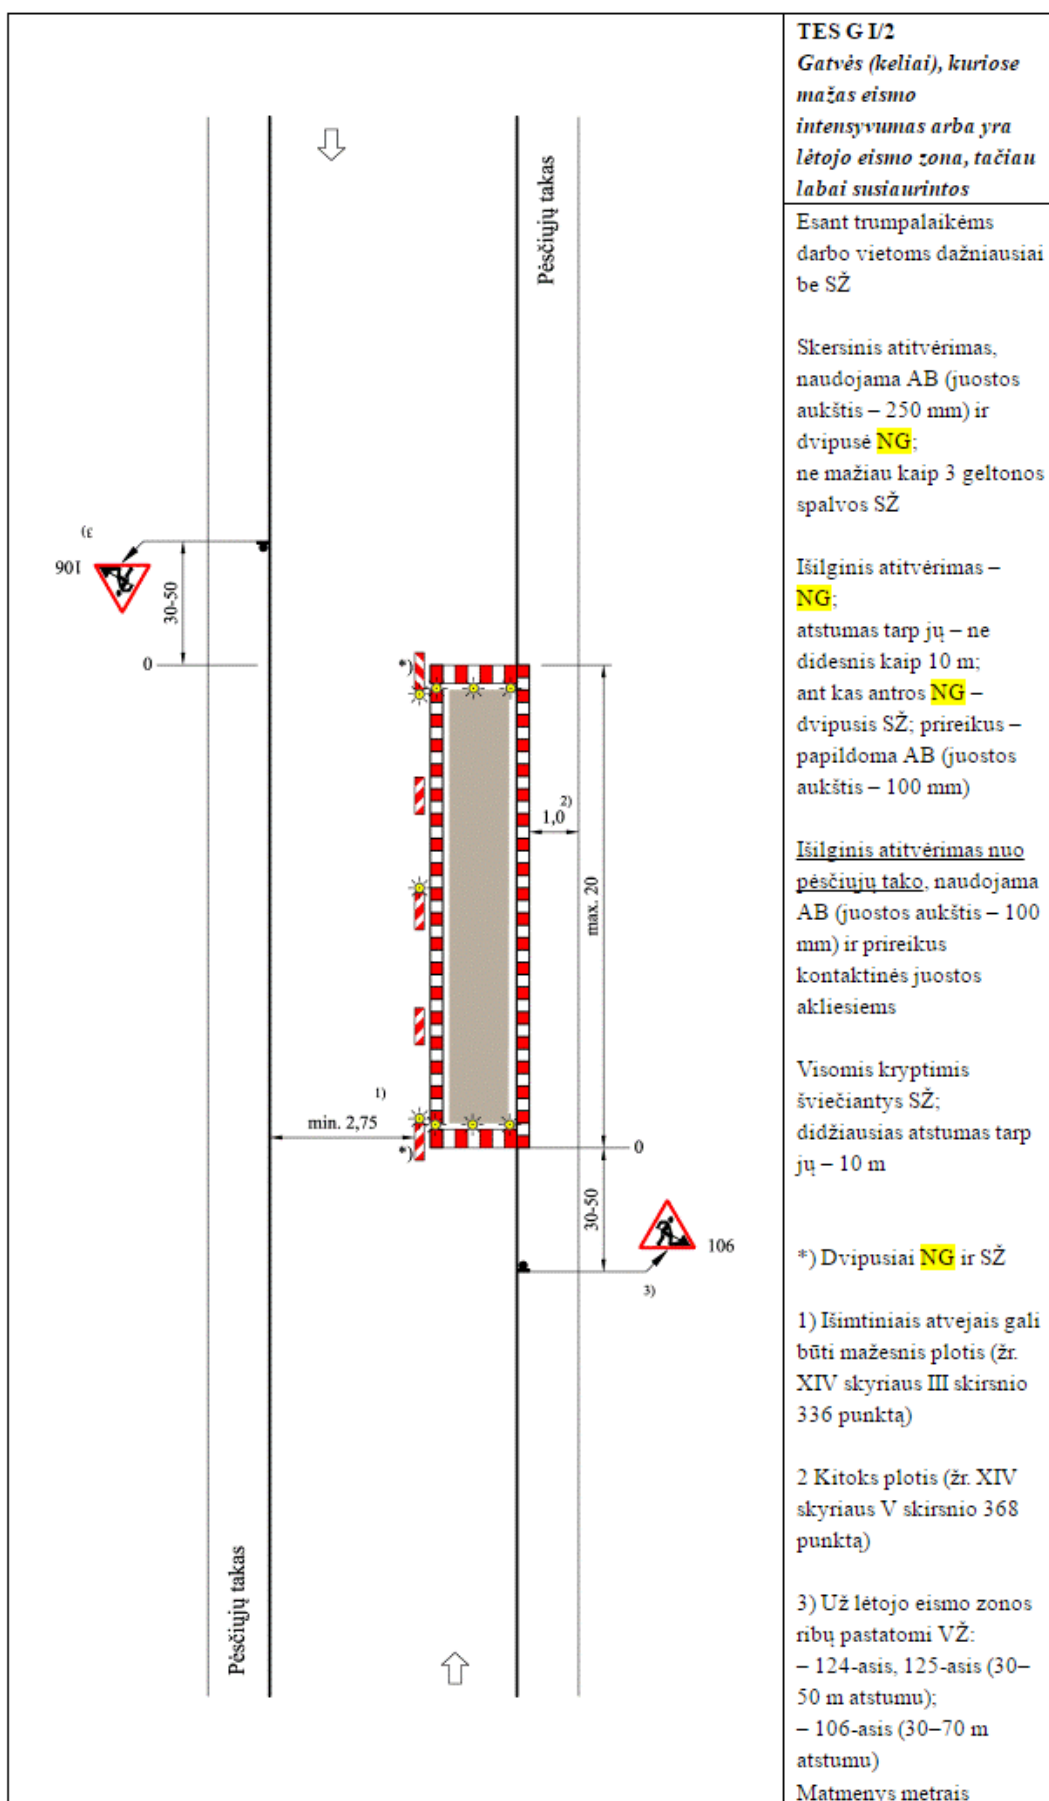 TES G I/2
Gatvės (keliai), kuriose
mažas eismo
intensyvumas arba yra
lėtojo eismo zona, tačiau
labai susiaurintos
Esant trumpalaikėms
darbo vietoms dažniausiai
be SŽ
Skersinis atitvėrimas,
naudojama AB (juostos
aukštis – 250 mm) ir
dvipusė NG;
ne mažiau kaip 3 geltonos
spalvos SŽ
Išilginis atitvėrimas –
NG;
atstumas tarp jų – ne
didesnis kaip 10 m;
ant kas antros NG –
dvipusis SŽ; prireikus –
papildoma AB (juostos
aukštis – 100 mm)
Išilginis atitvėrimas nuo
pėsčiųjų tako, naudojama
AB (juostos aukštis – 100
mm) ir prireikus
kontaktinės juostos
akliesiems
Visomis kryptimis
šviečiantys SŽ;
didžiausias atstumas tarp
jų – 10 m
*) Dvipusiai NG ir SŽ
1) Išimtiniais atvejais gali
būti mažesnis plotis (žr.
XIV skyriaus III skirsnio
336 punktą)
2 Kitoks plotis (žr. XIV
skyriaus V skirsnio 368
punktą)
3) Už lėtojo eismo zonos
ribų pastatomi VŽ:
– 124-asis, 125-asis (30–
50 m atstumu);
– 106-asis (30–70 m
atstumu)
Matmenys metrais
Pėsčiųjų takas
3)
106
30-50
0
*)
2)
1,0
max. 20
1)
min. 2,75
*)
0
30-50
106
3)
Pėsčiųjų takas